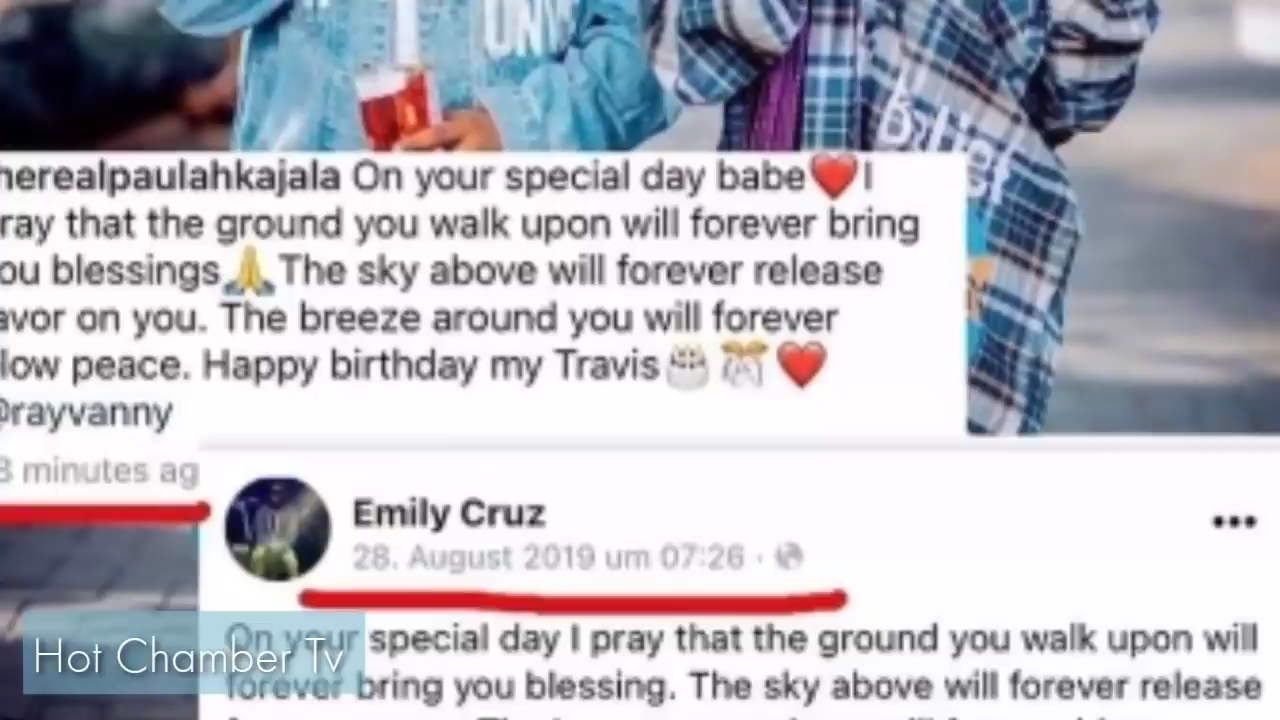 UNV
herealpaulahkajala On your special day babe❤️I
ray that the ground you walk upon will forever bring
ou blessings🙏The sky above will forever release
avor on you. The breeze around you will forever
low peace. Happy birthday my Travis🎂🎊❤️
@rayvanny
8 minutes ag
Emily Cruz
28. August 2019 um 07:26 ·
On your special day I pray that the ground you walk upon will
forever bring you blessing. The sky above will forever release
Hot Chamber Tv